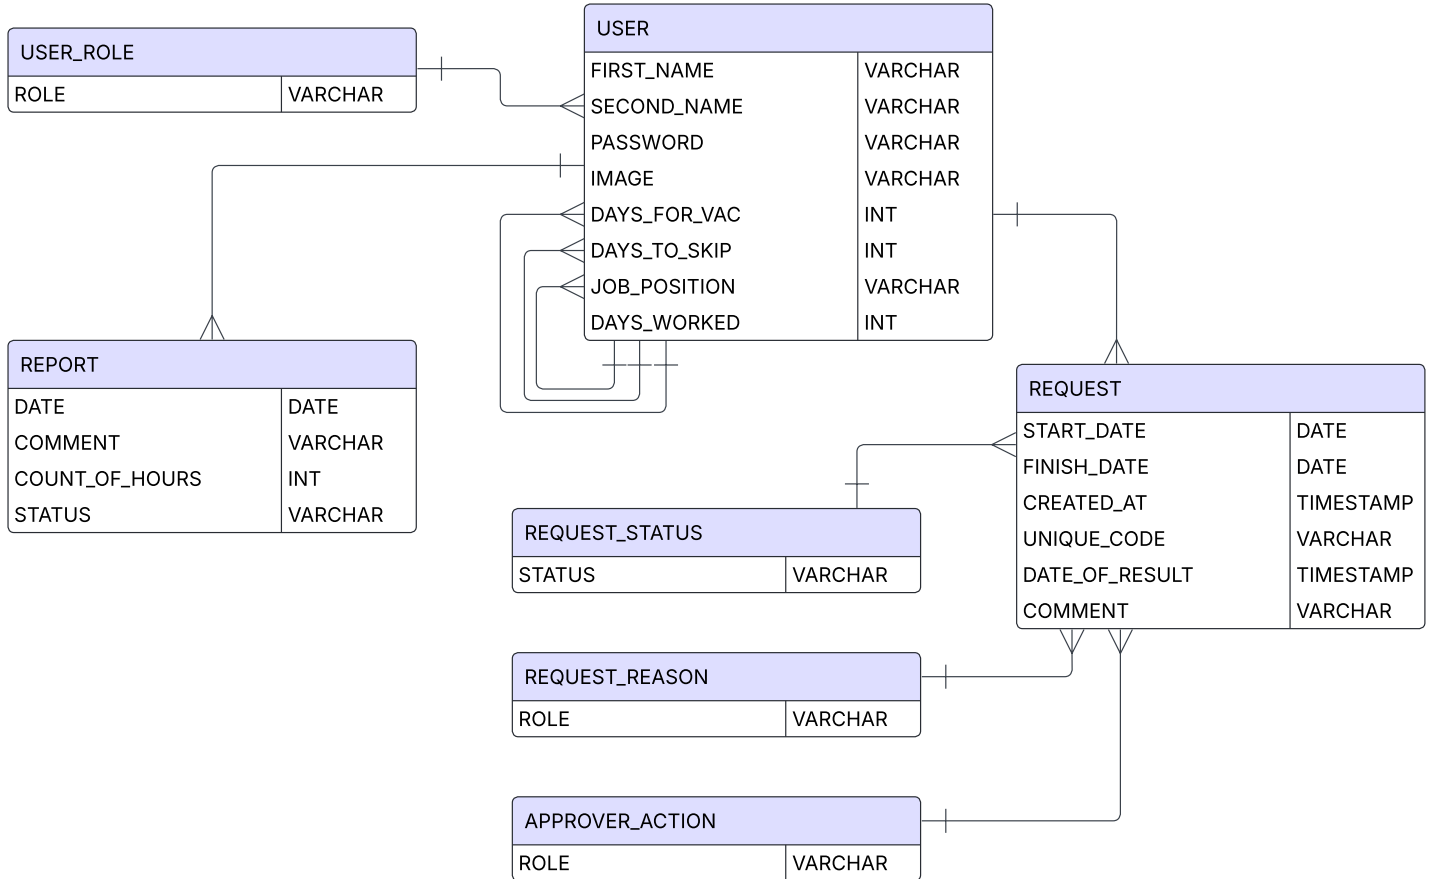 USER_ROLE
ROLE VARCHAR
USER
FIRST_NAME VARCHAR
SECOND_NAME VARCHAR
PASSWORD VARCHAR
IMAGE VARCHAR
DAYS_FOR_VAC INT
DAYS_TO_SKIP INT
JOB_POSITION VARCHAR
DAYS_WORKED INT
REPORT
DATE DATE
COMMENT VARCHAR
COUNT_OF_HOURS INT
STATUS VARCHAR
REQUEST
START_DATE DATE
FINISH_DATE DATE
CREATED_AT TIMESTAMP
UNIQUE_CODE VARCHAR
DATE_OF_RESULT TIMESTAMP
COMMENT VARCHAR
REQUEST_STATUS
STATUS VARCHAR
REQUEST_REASON
ROLE VARCHAR
APPROVER_ACTION
ROLE VARCHAR